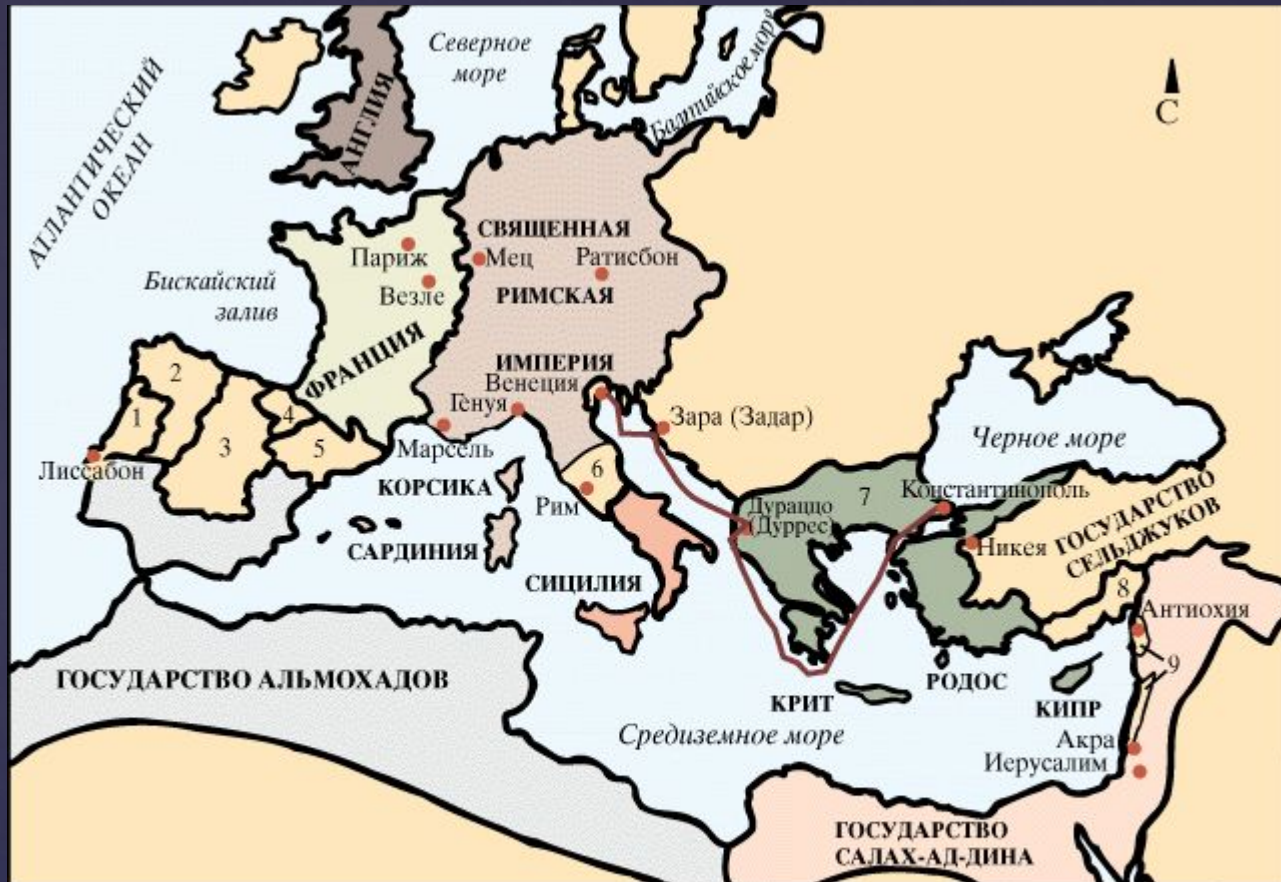 Северное
море
Балтийское море
С
АТЛАНТИЧЕСКИЙ
ОКЕАН
АНГЛИЯ
СВЯЩЕННАЯ
Париж
Мец
Ратисбон
Бискайский
залив
Везле
РИМСКАЯ
ФРАНЦИЯ
ИМПЕРИЯ
Венеция
2
Генуя
4
1
Зара (Задар)
3
5
Марсель
Черное море
Лиссабон
6
КОРСИКА
Рим
7
Константинополь
Дураццо
(Дуррес)
ГОСУДАРСТВО
СЕЛЬДЖУКОВ
Никея
САРДИНИЯ
СИЦИЛИЯ
8
Антиохия
9
ГОСУДАРСТВО АЛЬМОХАДОВ
РОДОС
КРИТ
КИПР
Средиземное море
Акра
Иерусалим
ГОСУДАРСТВО
САЛАХ-АД-ДИНА